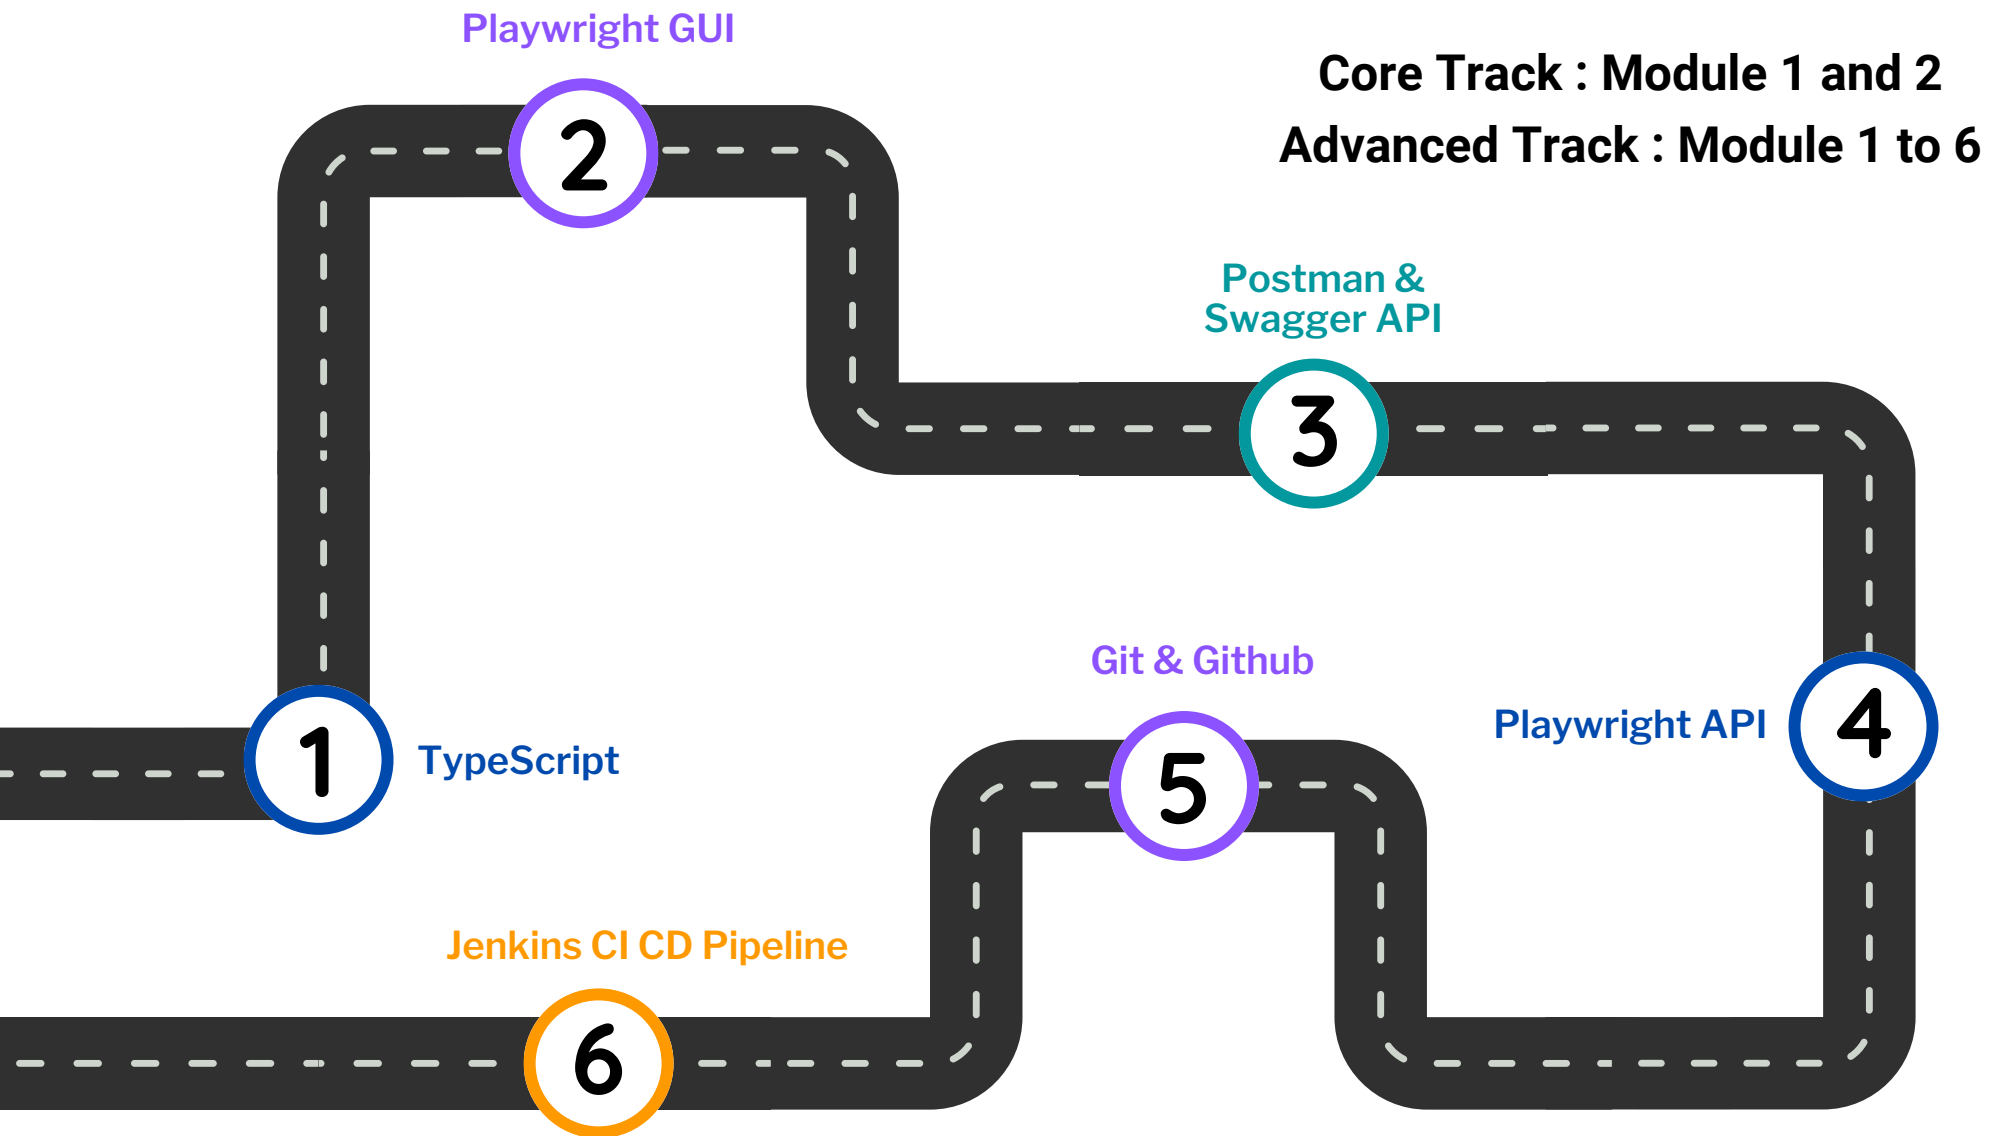 Playwright GUI
Core Track : Module 1 and 2
Advanced Track : Module 1 to 6
2
Postman &
Swagger API
3
Git & Github
Playwright API
4
1
TypeScript
5
Jenkins CI CD Pipeline
6